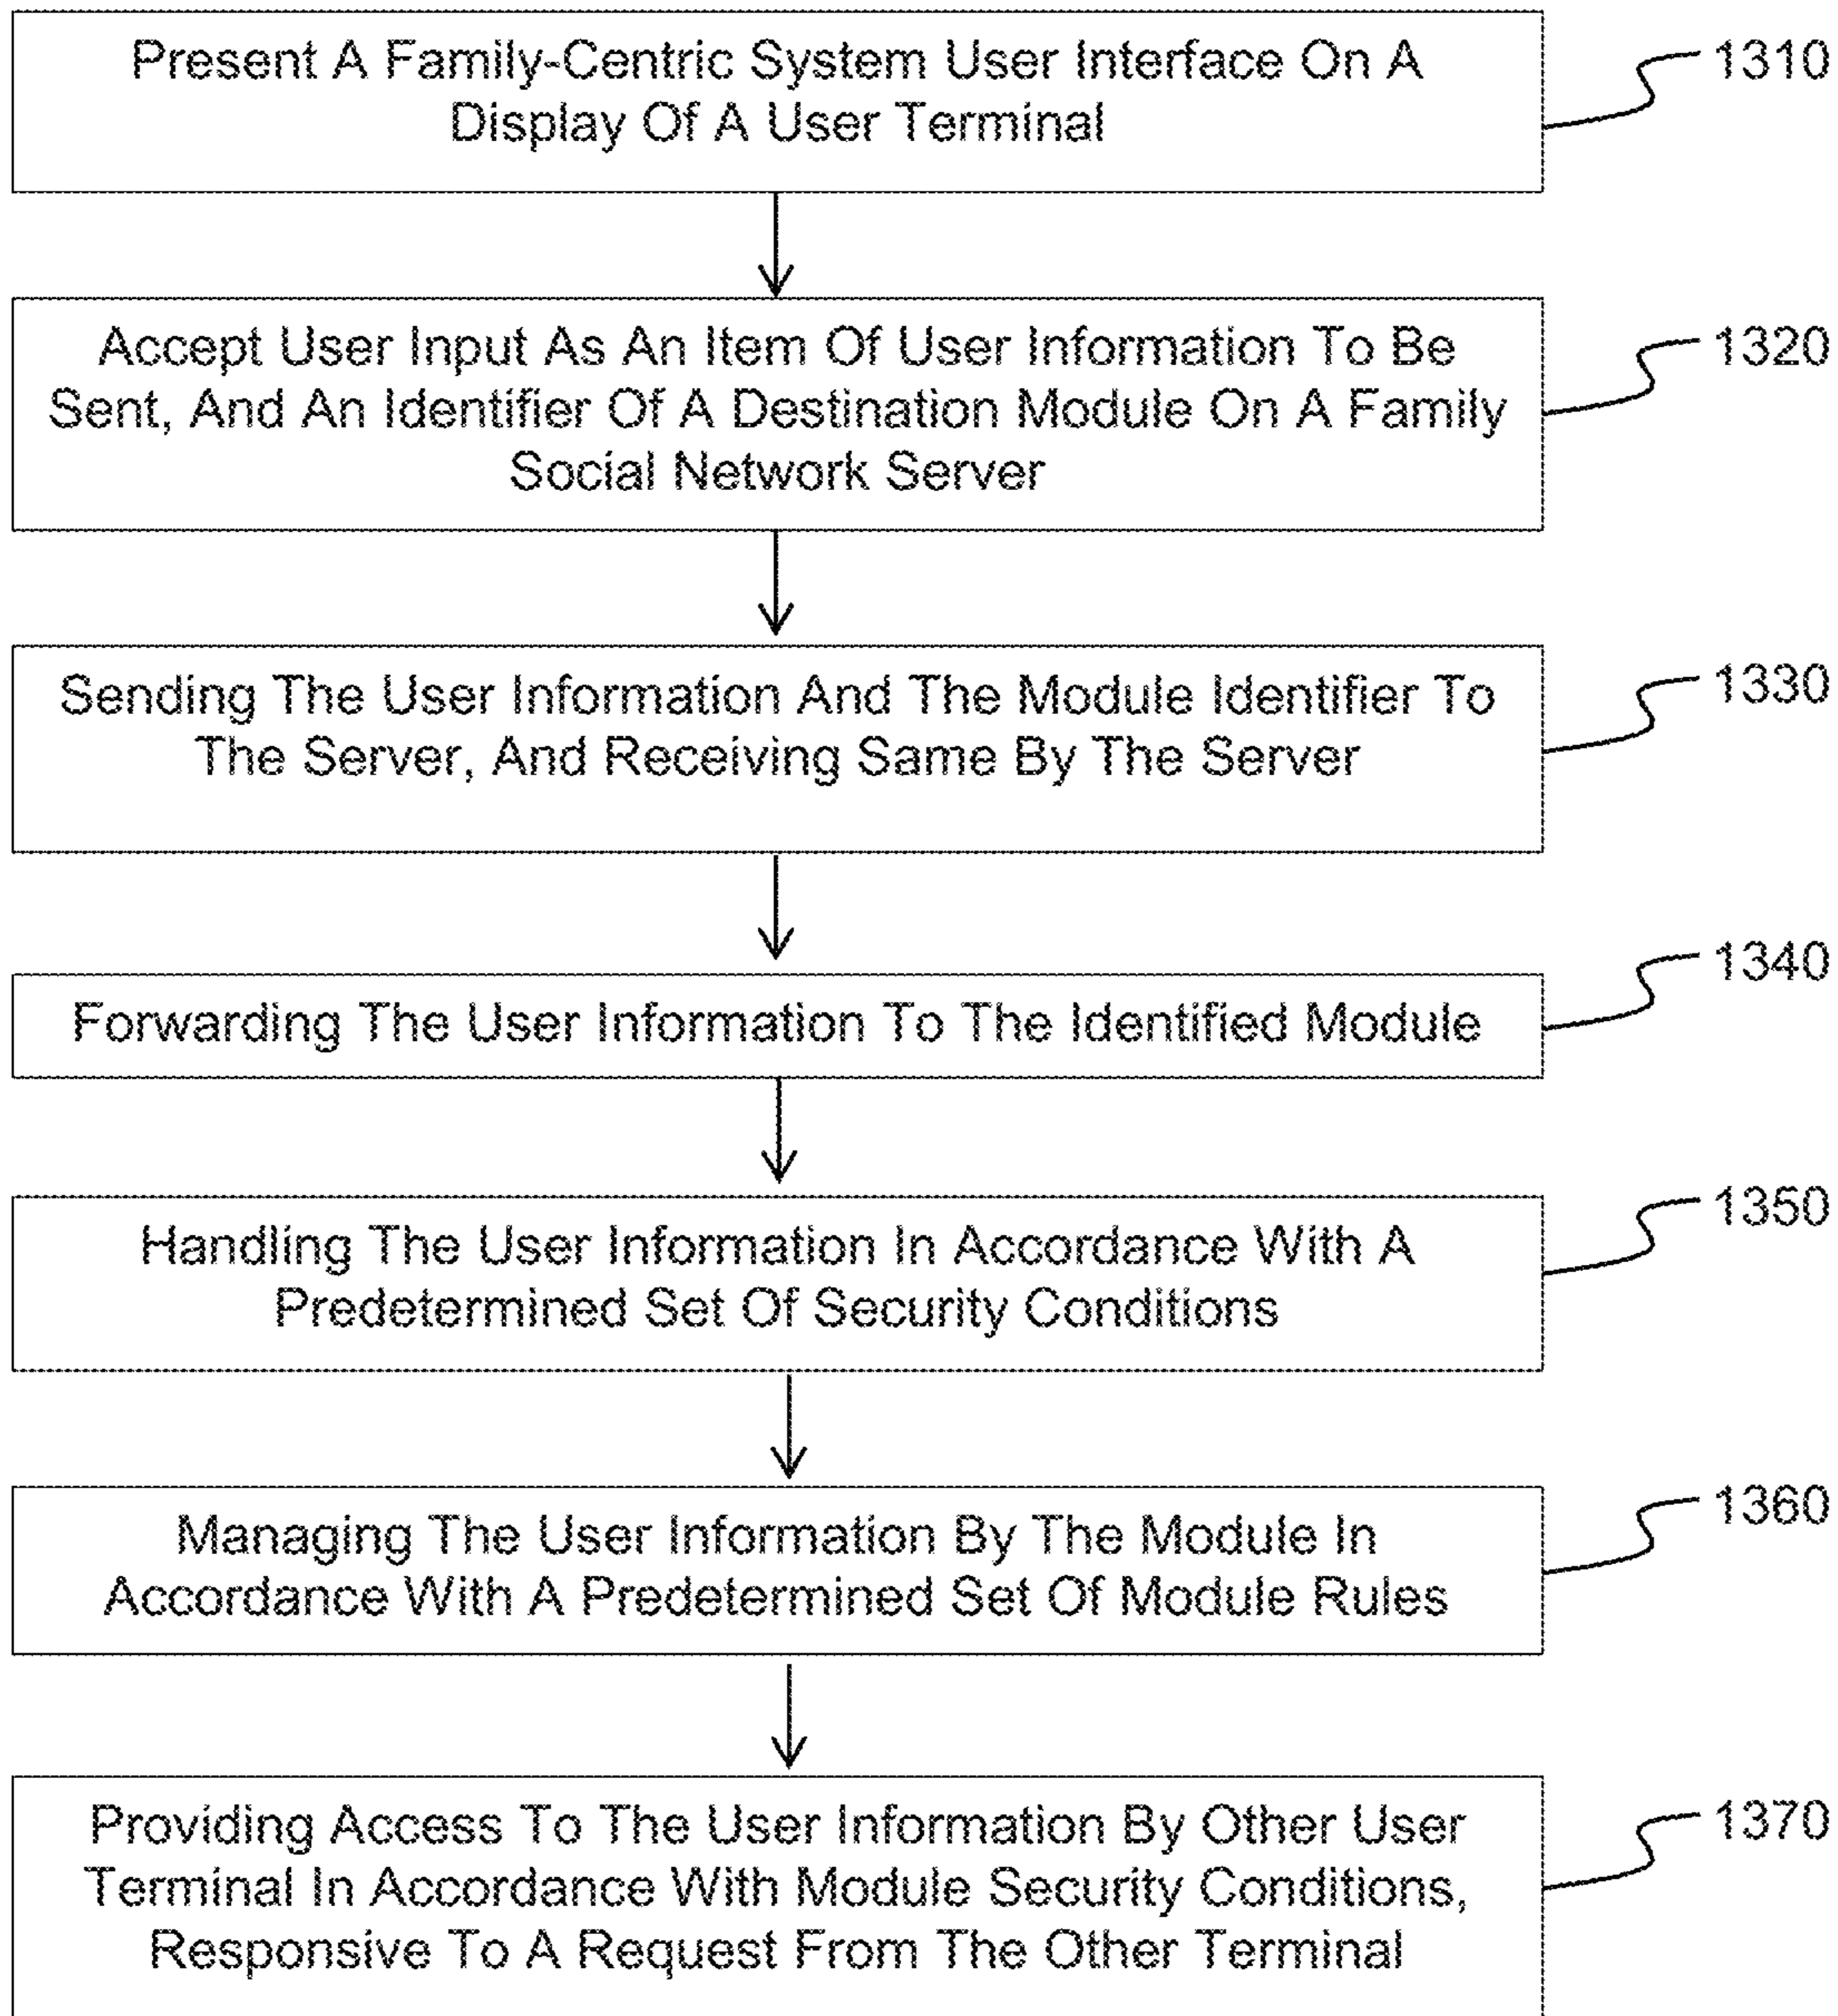 Present A Family-Centric System User Interface On A
Display Of A User Terminal
1310
Accept User Input As An Item Of User Information To Be
Sent, And An Identifier Of A Destination Module On A Family
Social Network Server
1320
Sending The User Information And The Module Identifier To
The Server, And Receiving Same By The Server
1330
Forwarding The User Information To The Identified Module
1340
Handling The User Information In Accordance With A
Predetermined Set Of Security Conditions
1350
Managing The User Information By The Module In
Accordance With A Predetermined Set Of Module Rules
1360
Providing Access To The User Information By Other User
Terminal In Accordance With Module Security Conditions,
Responsive To A Request From The Other Terminal
1370